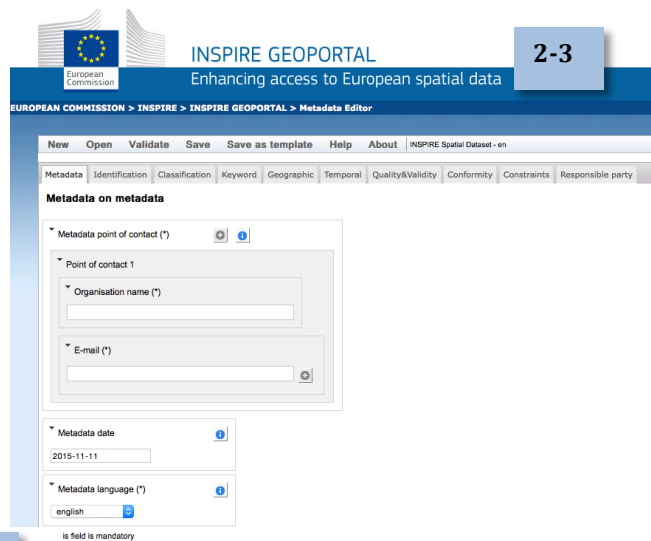 INSPIRE GEOPORTAL
2-3
European
Commission
Enhancing access to European spatial data
EUROPEAN COMMISSION > INSPIRE > INSPIRE GEOPORTAL > Metadata Editor
New Open Validate Save Save as template Help About INSPIRE Spatial Dataset - en
Metadata Identification Classification Keyword Geographic Temporal Quality&Validity Conformity Constraints Responsible party
Metadata on metadata
Metadata point of contact (*)
Point of contact 1
Organisation name (*)
E-mail (*)
Metadata date
2015-11-11
Metadata language (*)
english
is field is mandatory